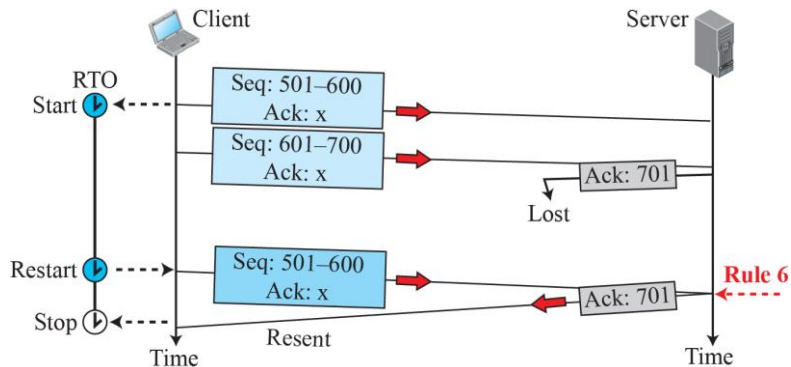 Client
Server
RTO
Start
Seq: 501–600
Ack: x
Seq: 601–700
Ack: x
Ack: 701
Lost
Restart
Seq: 501–600
Ack: x
Ack: 701
Rule 6
Stop
Resent
Time
Time